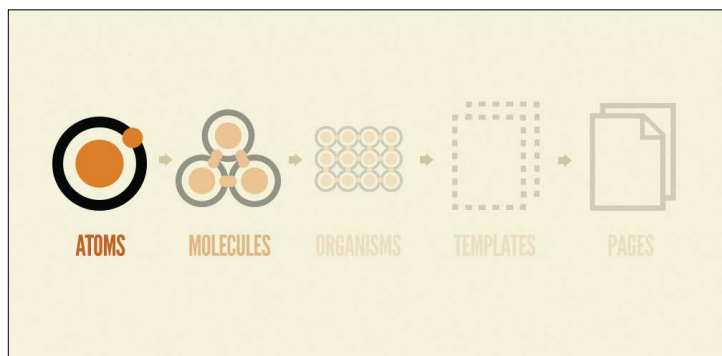 ATOMS
MOLECULES
ORGANISMS
TEMPLATES
PAGES